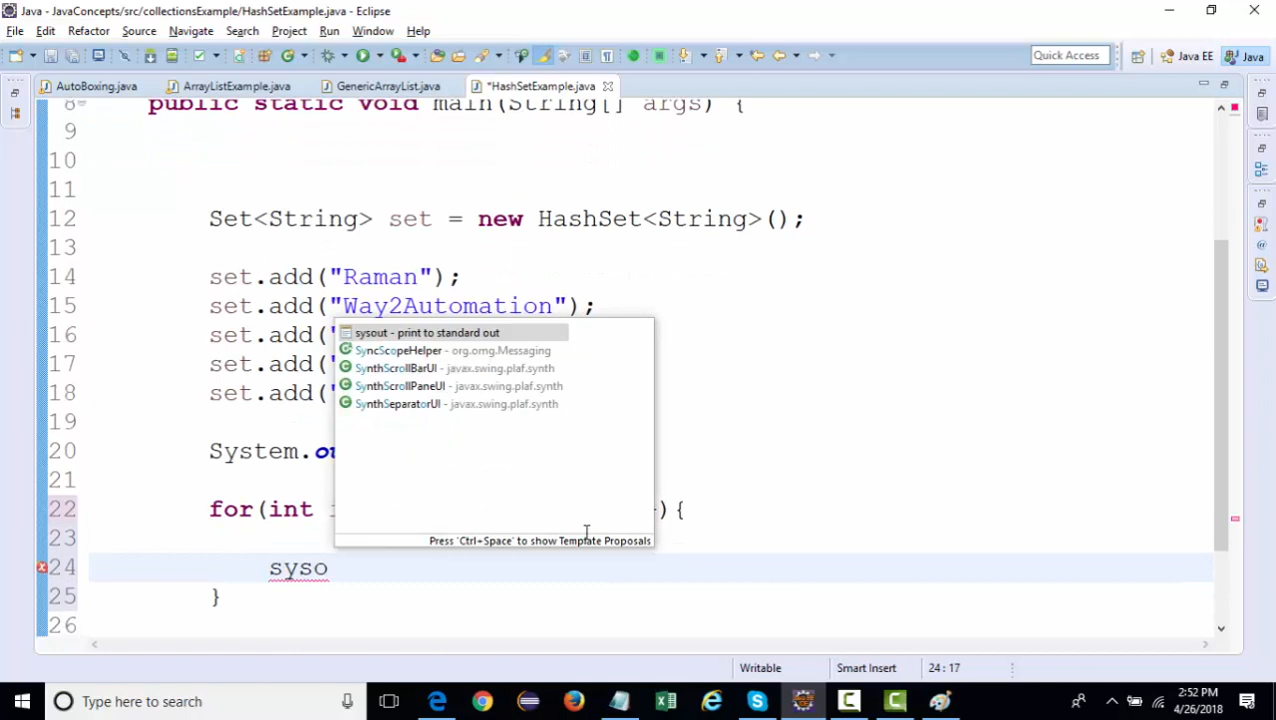 Java - JavaConcepts/src/collectionsExample/HashSetExample.java - Eclipse
File Edit Refactor Source Navigate Search Project Run Window Help
Quick Access Java EE Java
AutoBoxing.java ArrayListExample.java GenericArrayList.java *HashSetExample.java
8 public static void main(String[] args) {
9
10
11
12 Set<String> set = new HashSet<String>();
13
14 set.add("Raman");
15 set.add("Way2Automation");
16 set.add("
17 set.add("
18 set.add("
19
20 System.
21
22 for(int ){
23
24 syso
25 }
26
sysout - print to standard out
SyncScopeHelper - org.omg.Messaging
SynthScrollBarUI - javax.swing.plaf.synth
SynthScrollPaneUI - javax.swing.plaf.synth
SynthSeparatorUI - javax.swing.plaf.synth
Press 'Ctrl+Space' to show Template Proposals
Writable Smart Insert 24 : 17
Type here to search
2:52 PM
4/26/2018